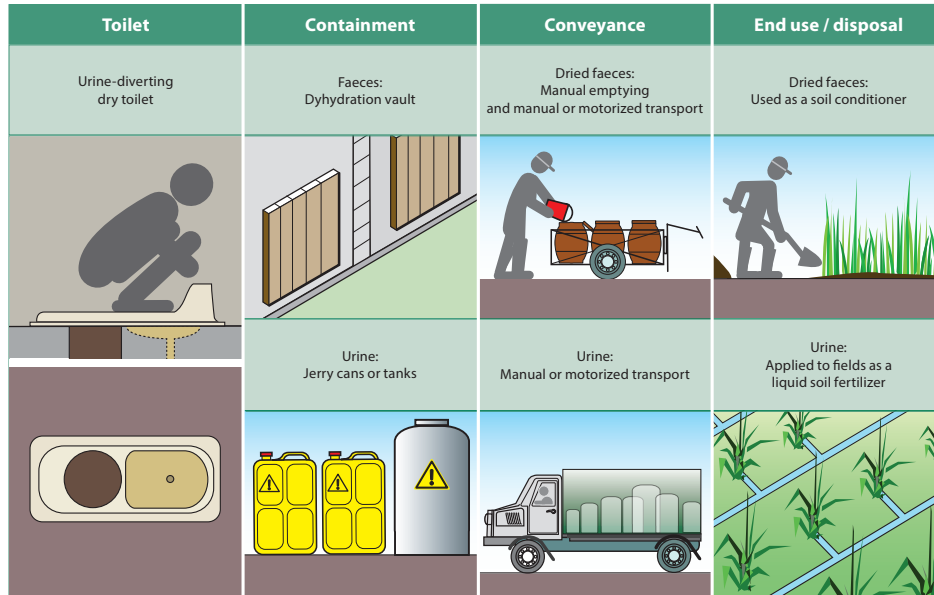 Toilet
Containment
Conveyance
End use / disposal
Urine-diverting
dry toilet
Faeces:
Dyhydration vault
Dried faeces:
Manual emptying
and manual or motorized transport
Dried faeces:
Used as a soil conditioner
Urine:
Jerry cans or tanks
Urine:
Manual or motorized transport
Urine:
Applied to fields as a
liquid soil fertilizer